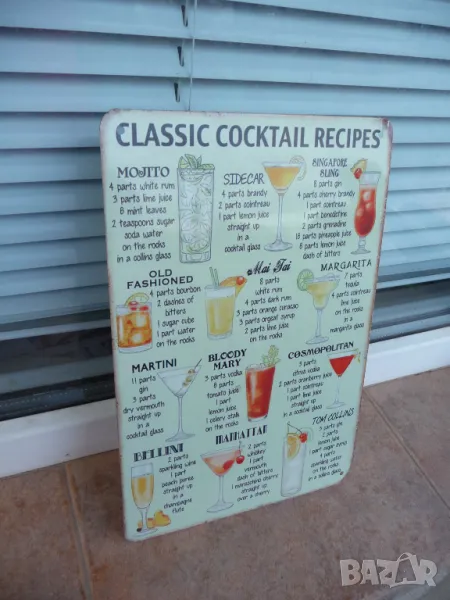 CLASSIC COCKTAIL RECIPES
MOJITO
4 parts white rum
3 parts lime juice
6 mint leaves
2 teaspoons sugar
soda water
on the rocks
in a collins glass
SIDECAR
4 parts brandy
2 parts cointreau
1 part lemon juice
straight up
in a
cocktail glass
SINGAPORE
SLING
8 parts gin
4 parts cherry brandy
1 part cointreau
1 part benedictine
2 parts grenadine
18 parts pineapple juice
8 parts lemon juice
dash of bitters
in a highball glass
OLD
FASHIONED
4 parts bourbon
2 dashes of
bitters
1 sugar cube
1 part water
on the rocks
Mai Tai
8 parts
white rum
4 parts dark rum
3 parts orange curacao
3 parts orgeat syrup
2 parts lime juice
on the rocks
MARGARITA
7 parts
tequila
4 parts cointreau
lime juice
on the rocks
in a
margarita glass
MARTINI
11 parts
gin
3 parts
dry vermouth
straight up
in a
cocktail glass
BLOODY
MARY
3 parts vodka
8 parts
tomato juice
1 part
lemon juice
1 celery stalk
on the rocks
COSMOPOLITAN
3 parts
citrus vodka
2 parts cranberry juice
1 part cointreau
1 part lime juice
straight up
in a cocktail glass
BELLINI
2 parts
sparkling wine
1 part
peach puree
straight up
in a
champagne
flute
MANHATTAN
2 parts
whiskey
1 part
vermouth
dash of bitters
1 maraschino cherry
straight up
over a cherry
TOM COLLINS
3 parts gin
2 parts
lemon juice
1 part sugar syrup
4 parts
sparkling water
on the rocks
in a
collins glass
BAZAR